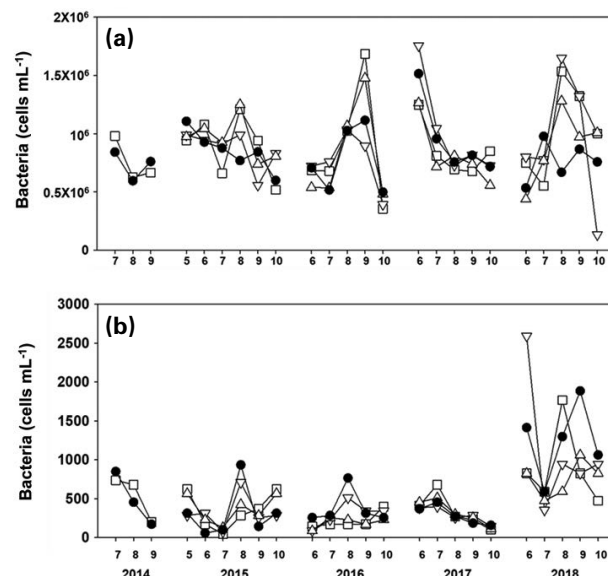 (a)
Bacteria (cells mL-1)
2X10⁶
1.5X10⁶
10⁶
0.5X10⁶
0
7 8 9 5 6 7 8 9 10 6 7 8 9 10 6 7 8 9 10 6 7 8 9 10
(b)
Bacteria (cells mL-1)
3000
2500
2000
1500
1000
500
0
7 8 9 5 6 7 8 9 10 6 7 8 9 10 6 7 8 9 10 6 7 8 9 10
2014 2015 2016 2017 2018